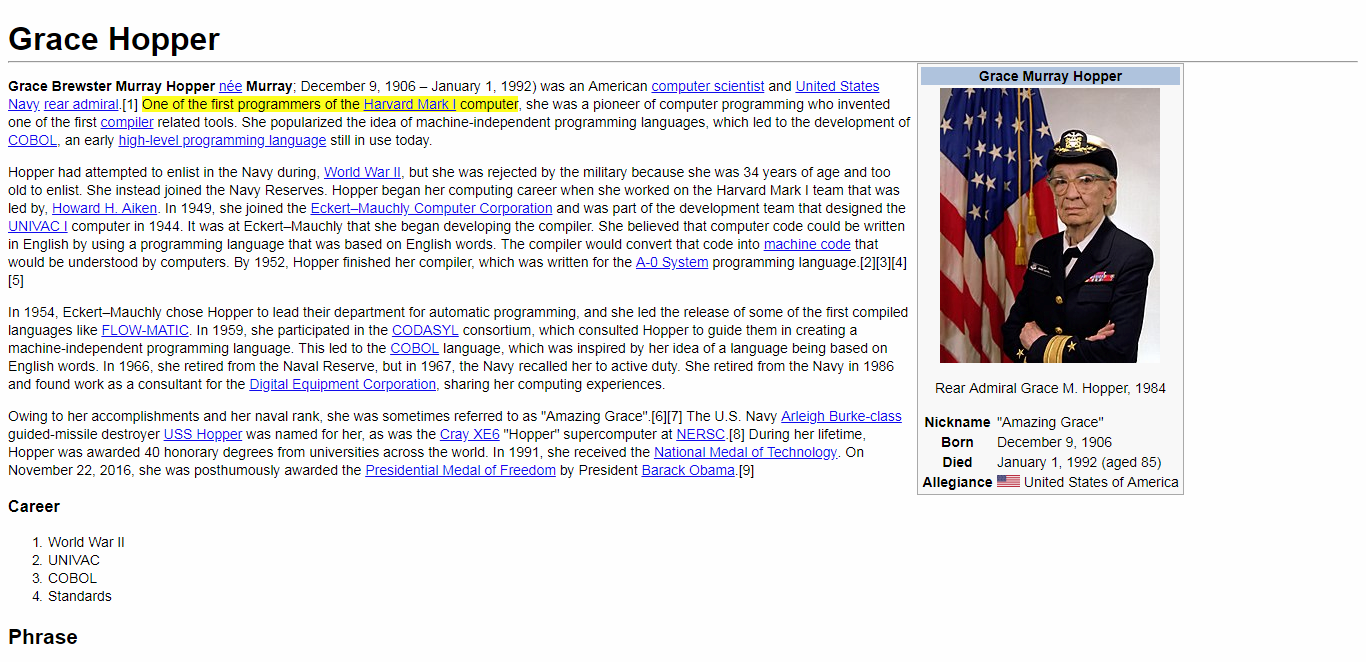 Grace Hopper
Grace Brewster Murray Hopper née Murray; December 9, 1906 – January 1, 1992) was an American computer scientist and United States
Navy rear admiral.[1] One of the first programmers of the Harvard Mark I computer, she was a pioneer of computer programming who invented
one of the first compiler related tools. She popularized the idea of machine-independent programming languages, which led to the development of
COBOL, an early high-level programming language still in use today.
Hopper had attempted to enlist in the Navy during, World War II, but she was rejected by the military because she was 34 years of age and too
old to enlist. She instead joined the Navy Reserves. Hopper began her computing career when she worked on the Harvard Mark I team that was
led by, Howard H. Aiken. In 1949, she joined the Eckert–Mauchly Computer Corporation and was part of the development team that designed the
UNIVAC I computer in 1944. It was at Eckert–Mauchly that she began developing the compiler. She believed that computer code could be written
in English by using a programming language that was based on English words. The compiler would convert that code into machine code that
would be understood by computers. By 1952, Hopper finished her compiler, which was written for the A-0 System programming language.[2][3][4]
[5]
In 1954, Eckert–Mauchly chose Hopper to lead their department for automatic programming, and she led the release of some of the first compiled
languages like FLOW-MATIC. In 1959, she participated in the CODASYL consortium, which consulted Hopper to guide them in creating a
machine-independent programming language. This led to the COBOL language, which was inspired by her idea of a language being based on
English words. In 1966, she retired from the Naval Reserve, but in 1967, the Navy recalled her to active duty. She retired from the Navy in 1986
and found work as a consultant for the Digital Equipment Corporation, sharing her computing experiences.
Owing to her accomplishments and her naval rank, she was sometimes referred to as "Amazing Grace".[6][7] The U.S. Navy Arleigh Burke-class
guided-missile destroyer USS Hopper was named for her, as was the Cray XE6 "Hopper" supercomputer at NERSC.[8] During her lifetime,
Hopper was awarded 40 honorary degrees from universities across the world. In 1991, she received the National Medal of Technology. On
November 22, 2016, she was posthumously awarded the Presidential Medal of Freedom by President Barack Obama.[9]
Grace Murray Hopper
Rear Admiral Grace M. Hopper, 1984
Nickname "Amazing Grace"
Born December 9, 1906
Died January 1, 1992 (aged 85)
Allegiance United States of America
Career
1. World War II
2. UNIVAC
3. COBOL
4. Standards
Phrase